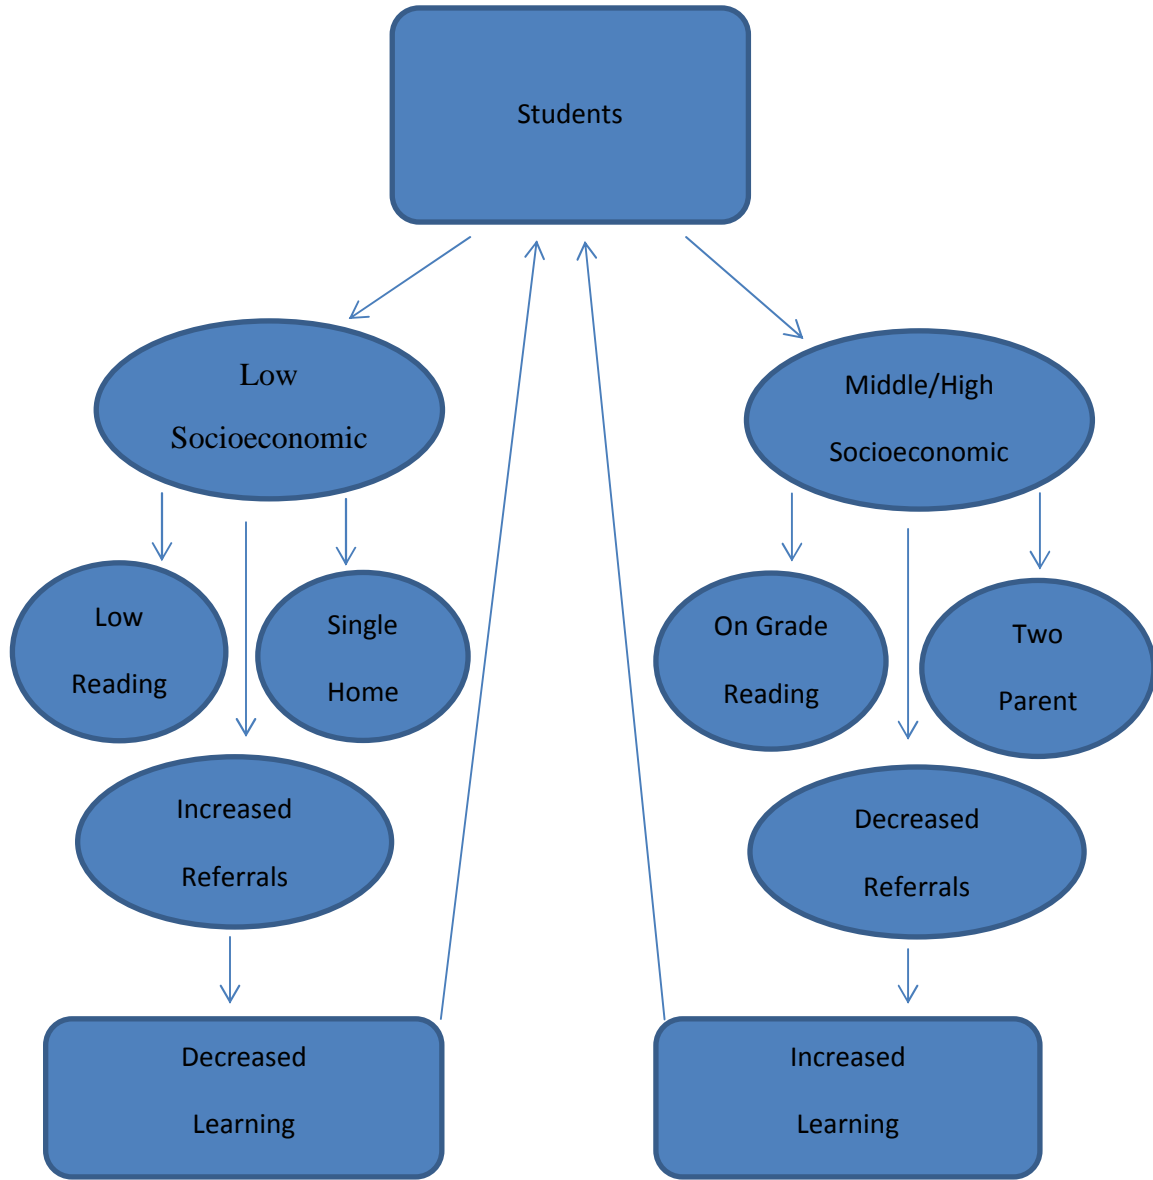 Students
Low
Socioeconomic
Middle/High
Socioeconomic
Low
Reading
Single
Home
On Grade
Reading
Two
Parent
Increased
Referrals
Decreased
Referrals
Decreased
Learning
Increased
Learning